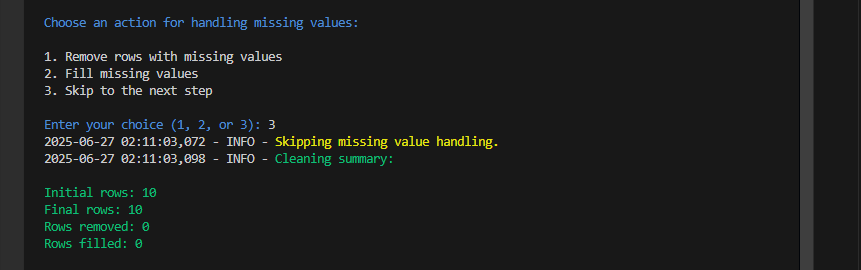 Choose an action for handling missing values:
1. Remove rows with missing values
2. Fill missing values
3. Skip to the next step
Enter your choice (1, 2, or 3): 3
2025-06-27 02:11:03,072 - INFO - Skipping missing value handling.
2025-06-27 02:11:03,098 - INFO - Cleaning summary:
Initial rows: 10
Final rows: 10
Rows removed: 0
Rows filled: 0